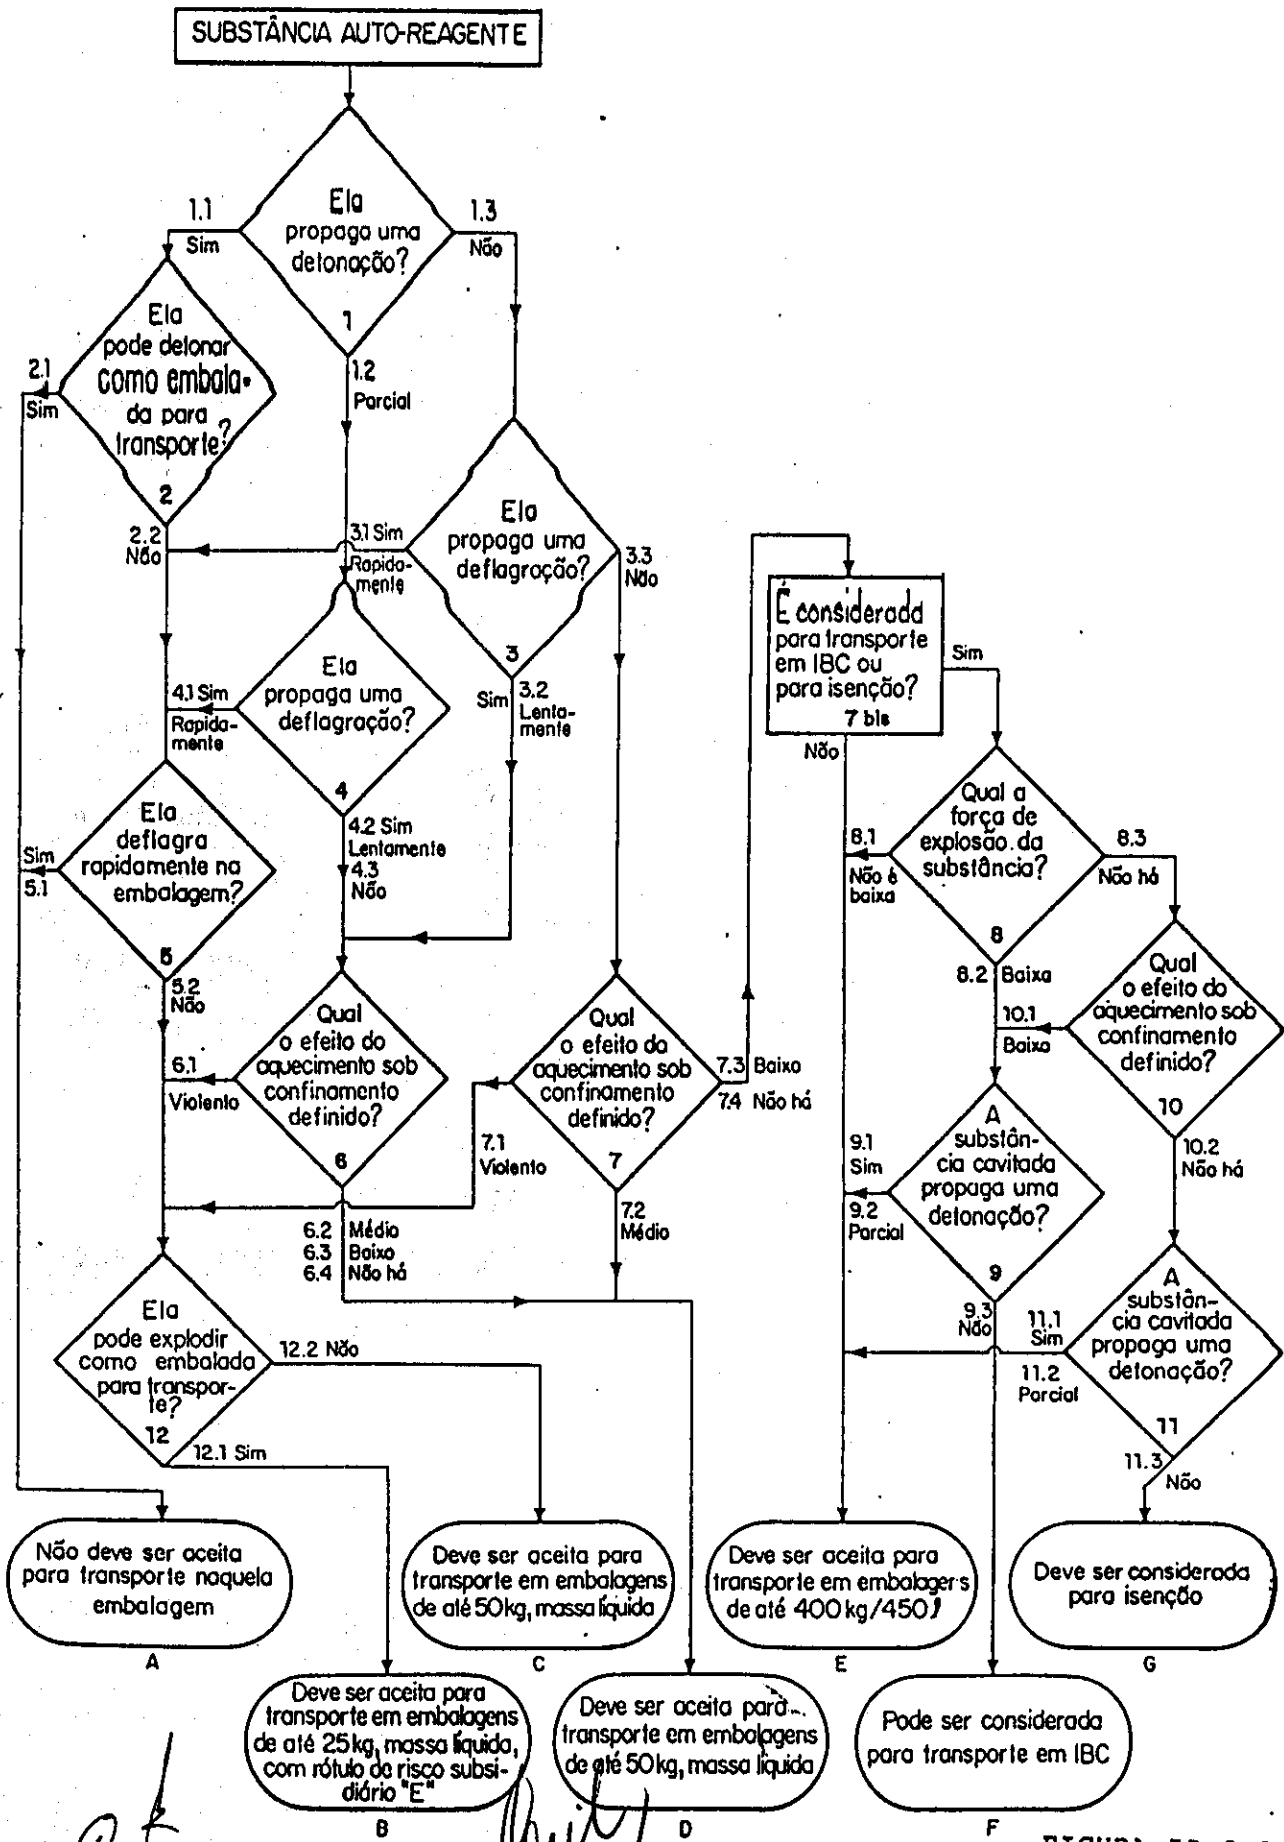 SUBSTÂNCIA AUTO-REAGENTE
Ela
propaga uma
detonação?
1
1.1
Sim
1.3
Não
1.2
Parcial
Ela
pode detonar
como embala-
da para
transporte?
2
2.1
Sim
2.2
Não
Ela
propaga uma
deflagração?
3
3.1 Sim
Rapida-
mente
3.3
Não
Sim
3.2
Lenta-
mente
Ela
propaga uma
deflagração?
4
4.1 Sim
Rapida-
mente
4.2 Sim
Lentamente
4.3
Não
Ela
deflagra
rapidamente na
embalagem?
5
Sim
5.1
5.2
Não
Qual
o efeito do
aquecimento sob
confinamento
definido?
6
6.1
Violento
6.2 Médio
6.3 Baixo
6.4 Não há
Qual
o efeito do
aquecimento sob
confinamento
definido?
7
7.1
Violento
7.2
Médio
7.3 Baixo
7.4 Não há
É considerada
para transporte
em IBC ou
para isenção?
7 bis
Sim
Não
Qual a
força de
explosão da
substância?
8
8.1
Não é
baixa
8.2 Baixa
8.3
Não há
Qual
o efeito do
aquecimento sob
confinamento
definido?
10
10.1
Baixo
10.2
Não há
A
substân-
cia cavitada
propaga uma
detonação?
9
9.1
Sim
9.2
Parcial
9.3
Não
A
substân-
cia cavitada
propaga uma
detonação?
11
11.1
Sim
11.2
Parcial
11.3
Não
Ela
pode explodir
como embalada
para transpor-
te?
12
12.2 Não
12.1 Sim
Não deve ser aceita
para transporte naquela
embalagem
A
Deve ser aceita para
transporte em embalagens
de até 25kg, massa líquida,
com rótulo de risco subsi-
diário "E"
B
Deve ser aceita para
transporte em embalagens
de até 50kg, massa líquida
C
Deve ser aceita para
transporte em embalagens
de até 50kg, massa líquida
D
Deve ser aceita para
transporte em embalagens
de até 400kg/450l
E
Pode ser considerada
para transporte em IBC
F
Deve ser considerada
para isenção
G